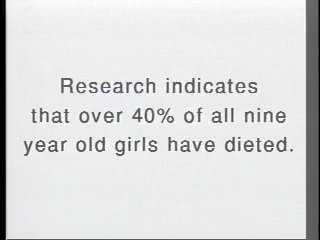 Research indicates
that over 40% of all nine
year old girls have dieted.